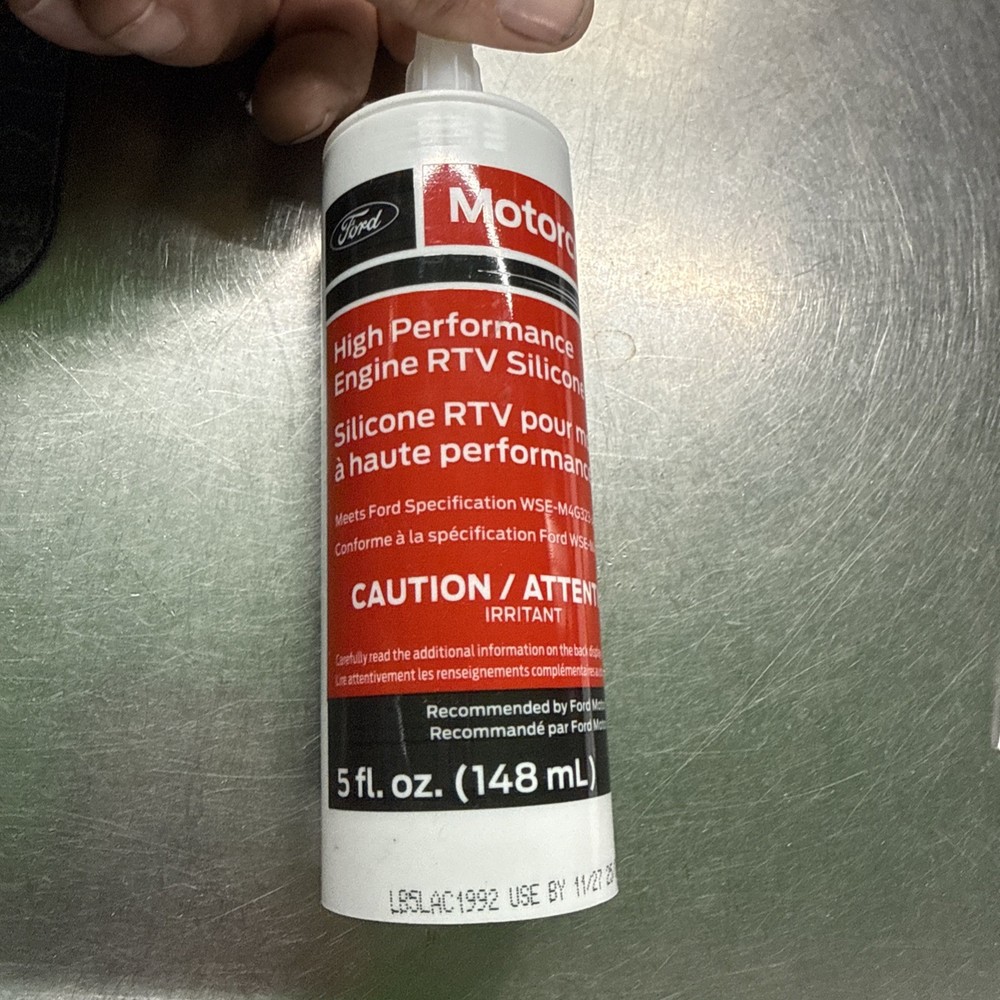 Ford
Motorc
High Performance
Engine RTV Silicone
Silicone RTV pour m
à haute performanc
Meets Ford Specification WSE-M4G323
Conforme à la spécification Ford WSE-
CAUTION / ATTENT
IRRITANT
Carefully read the additional information on the back
Lire attentivement les renseignements complémentaires
Recommended by Ford Mot
Recommandé par Ford Mot
5 fl. oz. (148 mL)
LB5LAC1992 USE BY 11/27